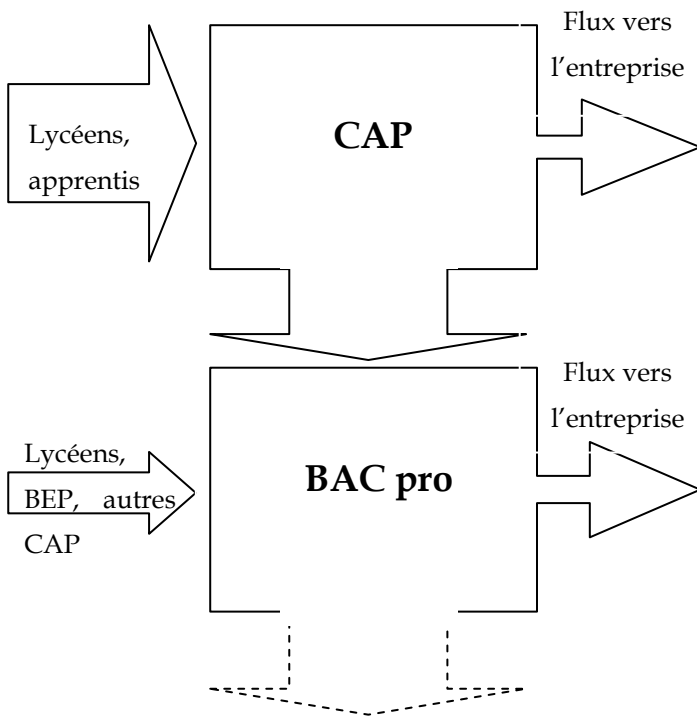 Flux vers
l'entreprise
Lycéens,
apprentis
CAP
Flux vers
l'entreprise
Lycéens,
BEP, autres
CAP
BAC pro